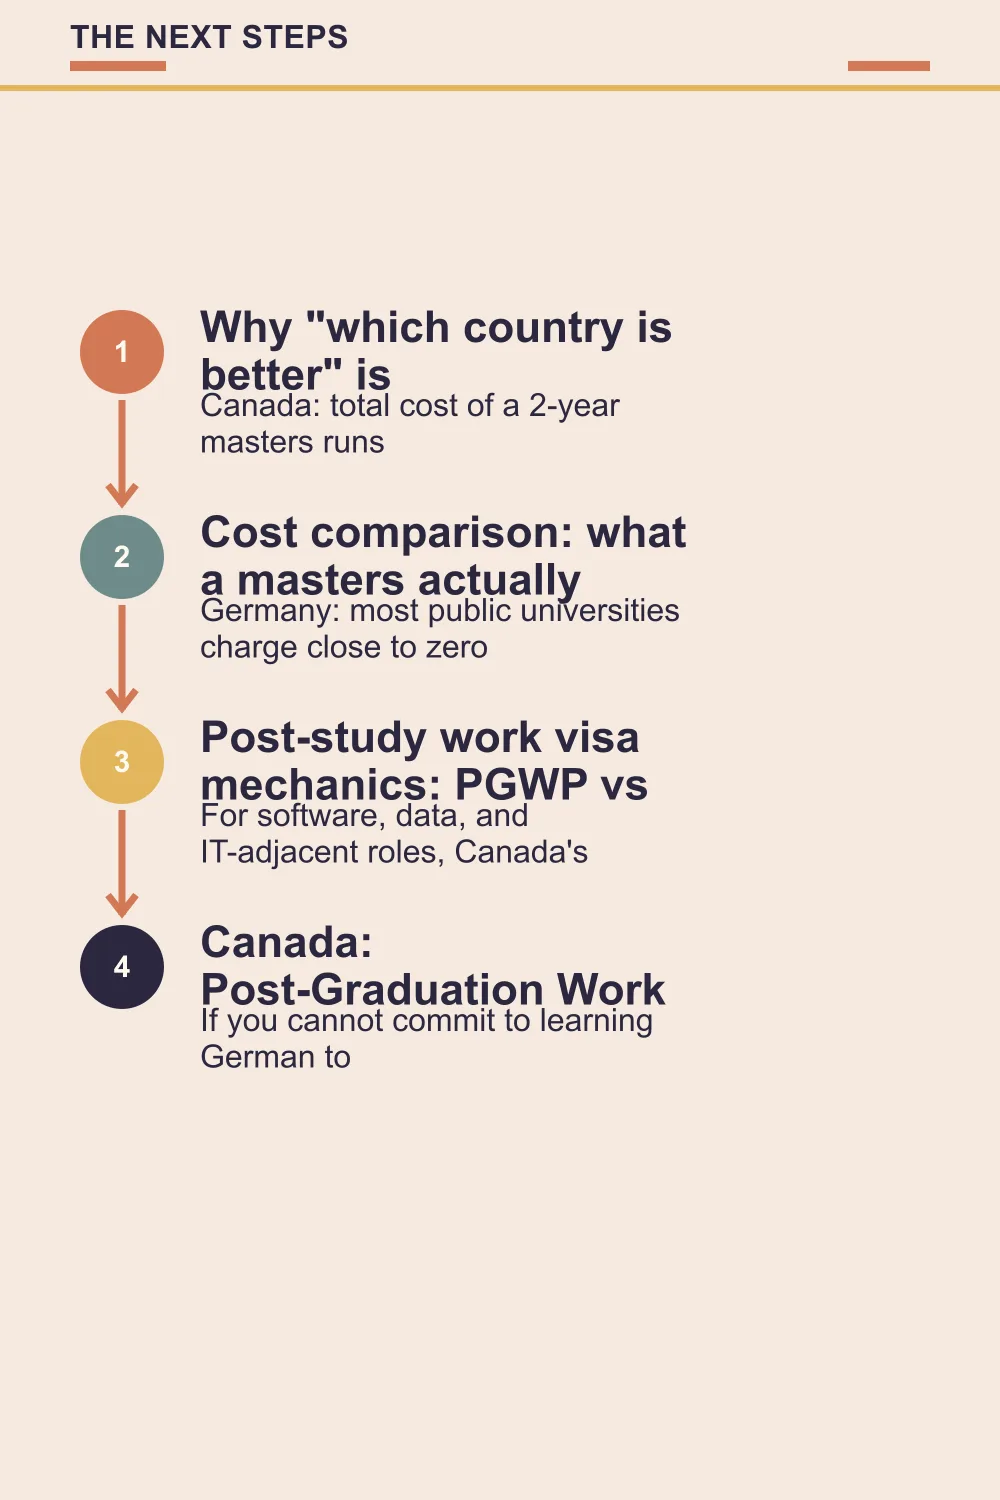 THE NEXT STEPS
1
Why "which country is
better" is
Canada: total cost of a 2-year
masters runs
2
Cost comparison: what
a masters actually
Germany: most public universities
charge close to zero
3
Post-study work visa
mechanics: PGWP vs
For software, data, and
IT-adjacent roles, Canada's
4
Canada:
Post-Graduation Work
If you cannot commit to learning
German to